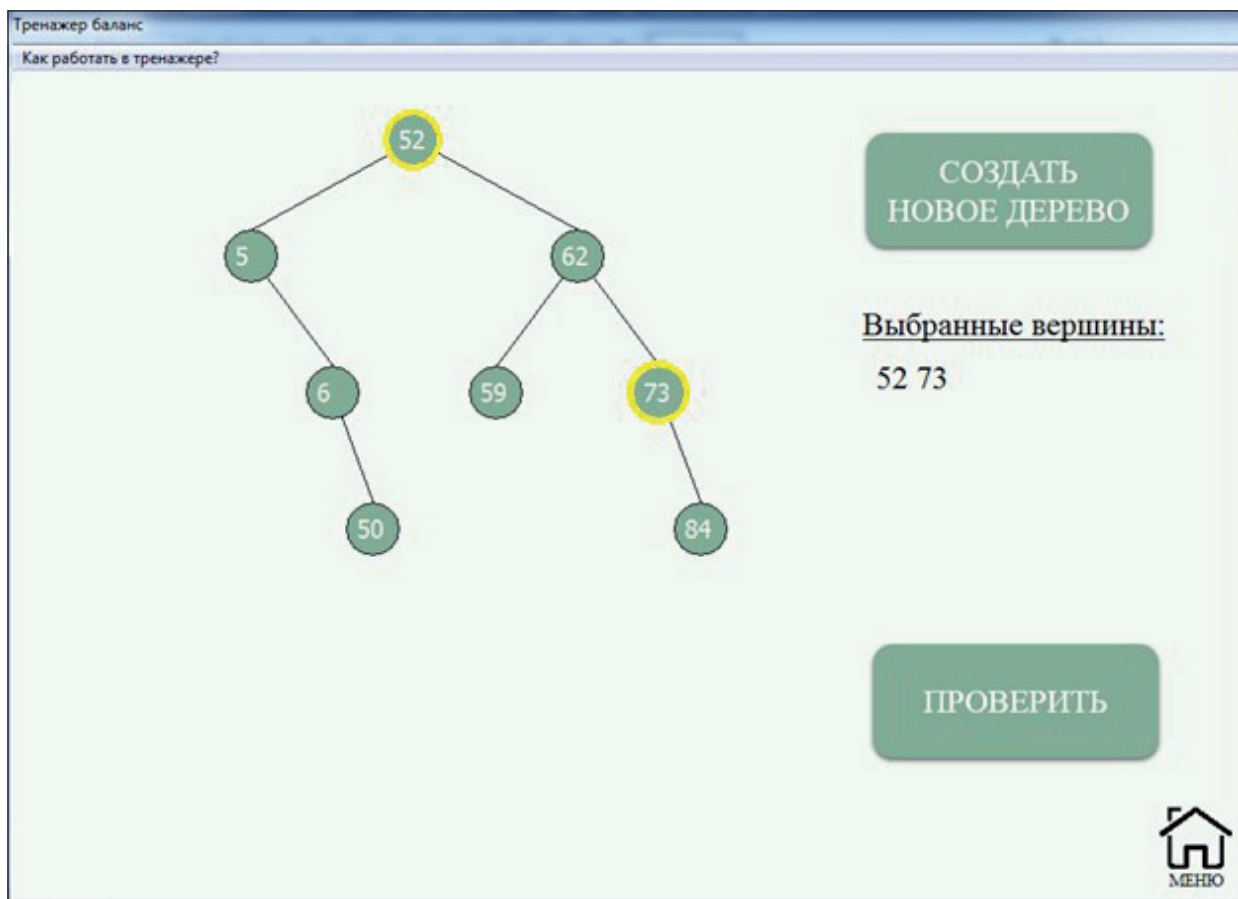 Тренажер баланс
Как работать в тренажере?
52
СОЗДАТЬ
НОВОЕ ДЕРЕВО
5 62
Выбранные вершины:
52 73
6 59 73
50 84
ПРОВЕРИТЬ
МЕНЮ